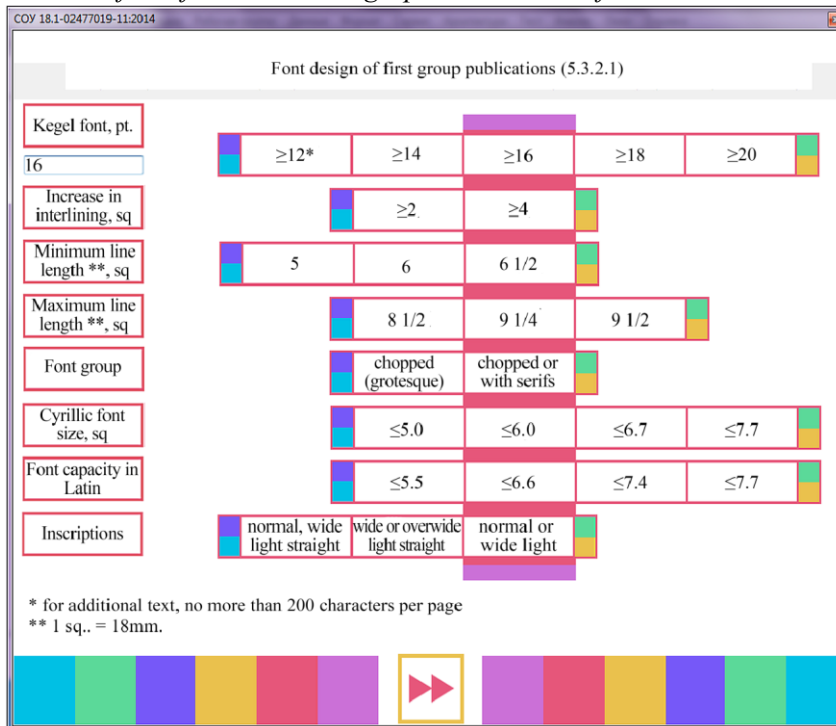 СОУ 18.1-02477019-11:2014
Font design of first group publications (5.3.2.1)
Kegel font, pt.
16
≥12* ≥14 ≥16 ≥18 ≥20
Increase in
interlining, sq
≥2 ≥4
Minimum line
length **, sq
5 6 6 1/2
Maximum line
length **, sq
8 1/2 9 1/4 9 1/2
Font group
chopped
(grotesque)
chopped or
with serifs
Cyrillic font
size, sq
≤5.0 ≤6.0 ≤6.7 ≤7.7
Font capacity in
Latin
≤5.5 ≤6.6 ≤7.4 ≤7.7
Inscriptions
normal, wide
light straight
wide or overwide
light straight
normal or
wide light
* for additional text, no more than 200 characters per page
** 1 sq.. = 18mm.